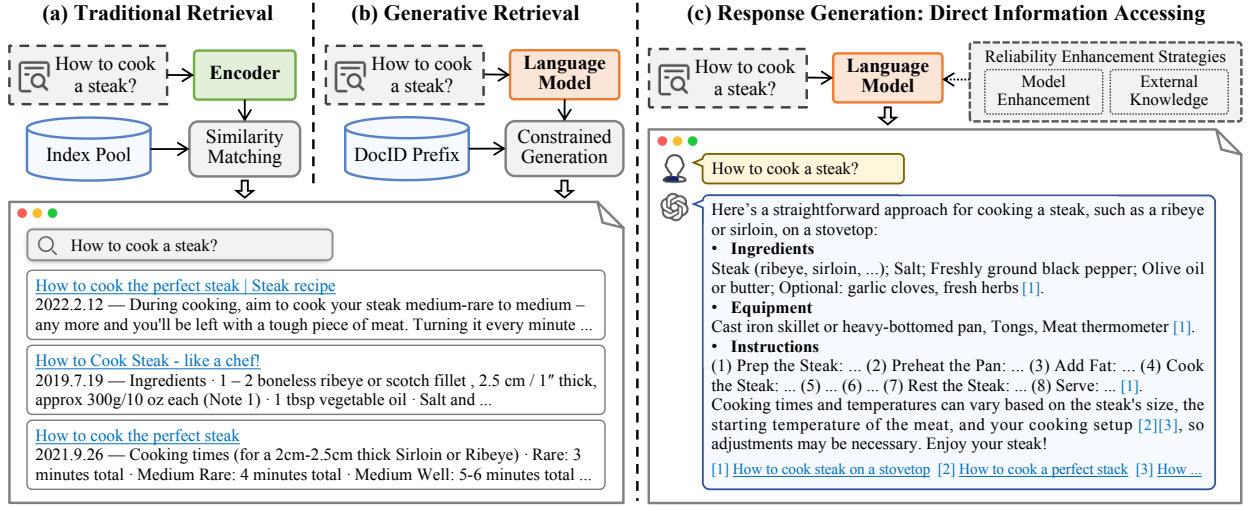 (a) Traditional Retrieval
How to cook
a steak?
Encoder
Index Pool
Similarity
Matching
(b) Generative Retrieval
How to cook
a steak?
Language
Model
DocID Prefix
Constrained
Generation
How to cook a steak?
How to cook the perfect steak | Steak recipe
2022.2.12 — During cooking, aim to cook your steak medium-rare to medium –
any more and you'll be left with a tough piece of meat. Turning it every minute ...
How to Cook Steak - like a chef!
2019.7.19 — Ingredients · 1 – 2 boneless ribeye or scotch fillet , 2.5 cm / 1″ thick,
approx 300g/10 oz each (Note 1) · 1 tbsp vegetable oil · Salt and ...
How to cook the perfect steak
2021.9.26 — Cooking times (for a 2cm-2.5cm thick Sirloin or Ribeye) · Rare: 3
minutes total · Medium Rare: 4 minutes total · Medium Well: 5-6 minutes total ...
(c) Response Generation: Direct Information Accessing
How to cook
a steak?
Language
Model
Reliability Enhancement Strategies
Model
Enhancement
External
Knowledge
How to cook a steak?
Here's a straightforward approach for cooking a steak, such as a ribeye
or sirloin, on a stovetop:
• Ingredients
Steak (ribeye, sirloin, ...); Salt; Freshly ground black pepper; Olive oil
or butter; Optional: garlic cloves, fresh herbs [1].
• Equipment
Cast iron skillet or heavy-bottomed pan, Tongs, Meat thermometer [1].
• Instructions
(1) Prep the Steak: ... (2) Preheat the Pan: ... (3) Add Fat: ... (4) Cook
the Steak: ... (5) ... (6) ... (7) Rest the Steak: ... (8) Serve: ... [1].
Cooking times and temperatures can vary based on the steak's size, the
starting temperature of the meat, and your cooking setup [2][3], so
adjustments may be necessary. Enjoy your steak!
[1] How to cook steak on a stovetop [2] How to cook a perfect stack [3] How ...